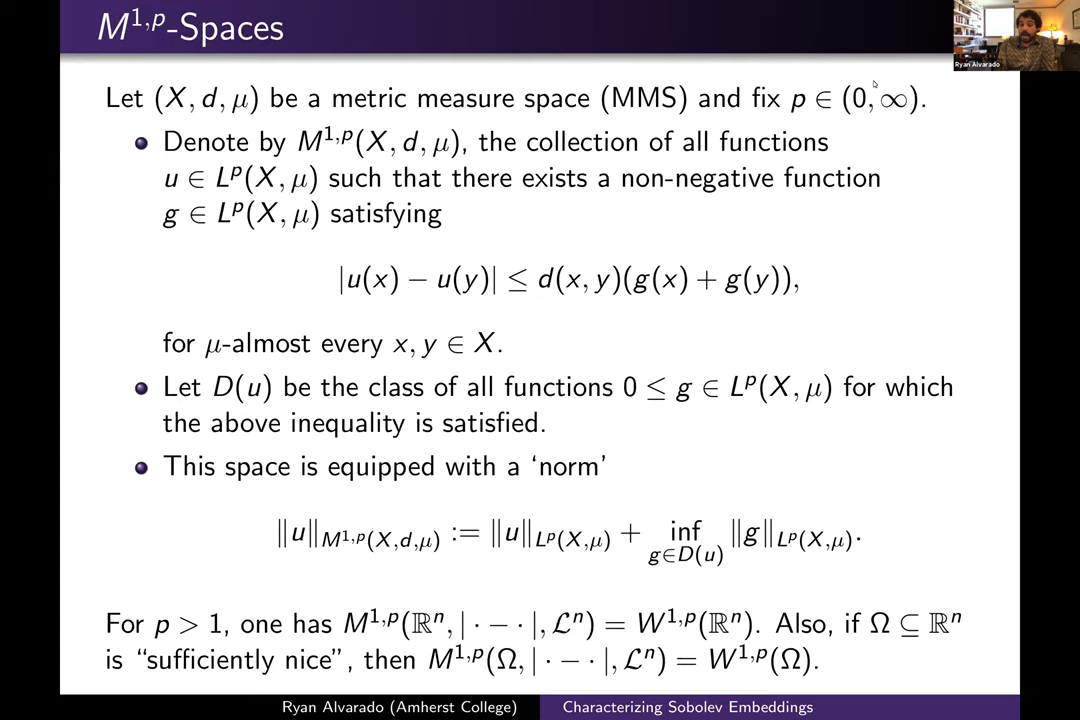 M^{1,p}-Spaces
Ryan Alvarado
Let (X, d, μ) be a metric measure space (MMS) and fix p ∈ (0, ∞).
Denote by M^{1,p}(X, d, μ), the collection of all functions
u ∈ L^p(X, μ) such that there exists a non-negative function
g ∈ L^p(X, μ) satisfying
|u(x) − u(y)| ≤ d(x, y)(g(x) + g(y)),
for μ-almost every x, y ∈ X.
Let D(u) be the class of all functions 0 ≤ g ∈ L^p(X, μ) for which
the above inequality is satisfied.
This space is equipped with a ‘norm’
‖u‖_{M^{1,p}(X,d,μ)} := ‖u‖_{L^p(X,μ)} + inf_{g∈D(u)} ‖g‖_{L^p(X,μ)}.
For p > 1, one has M^{1,p}(ℝ^n, | · − · |, ℒ^n) = W^{1,p}(ℝ^n). Also, if Ω ⊆ ℝ^n
is “sufficiently nice”, then M^{1,p}(Ω, | · − · |, ℒ^n) = W^{1,p}(Ω).
Ryan Alvarado (Amherst College) Characterizing Sobolev Embeddings